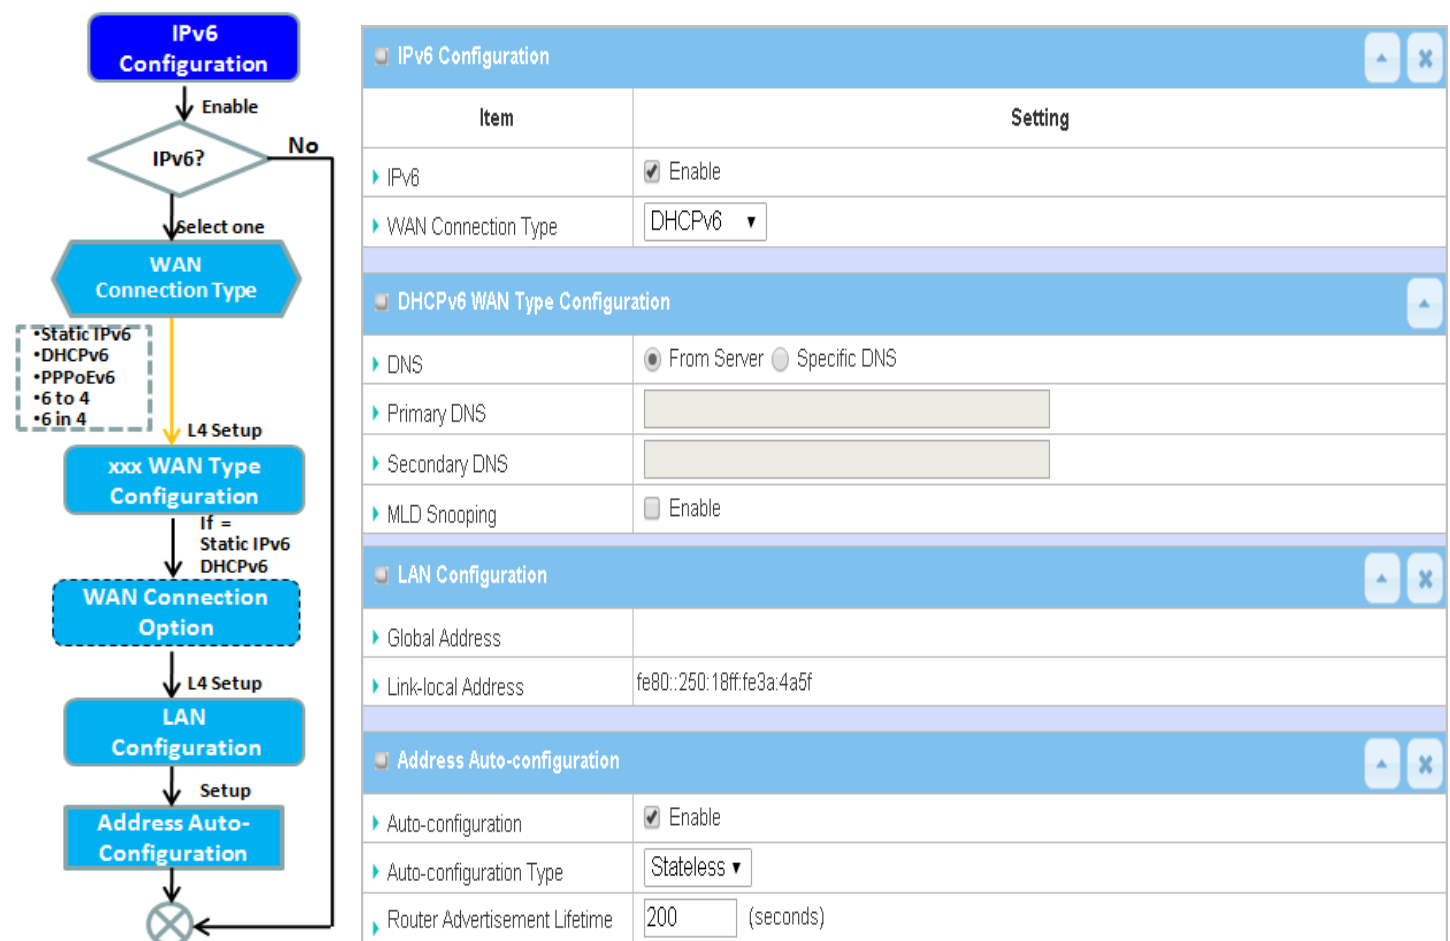 IPv6
Configuration
Enable
IPv6?
No
Select one
WAN
Connection Type
•Static IPv6
•DHCPv6
•PPPoEv6
•6 to 4
•6 in 4
L4 Setup
xxx WAN Type
Configuration
If =
Static IPv6
DHCPv6
WAN Connection
Option
L4 Setup
LAN
Configuration
Setup
Address Auto-
Configuration
IPv6 Configuration
Item Setting
IPv6 Enable
WAN Connection Type DHCPv6
DHCPv6 WAN Type Configuration
DNS From Server Specific DNS
Primary DNS
Secondary DNS
MLD Snooping Enable
LAN Configuration
Global Address
Link-local Address fe80::250:18ff:fe3a:4a5f
Address Auto-configuration
Auto-configuration Enable
Auto-configuration Type Stateless
Router Advertisement Lifetime 200 (seconds)